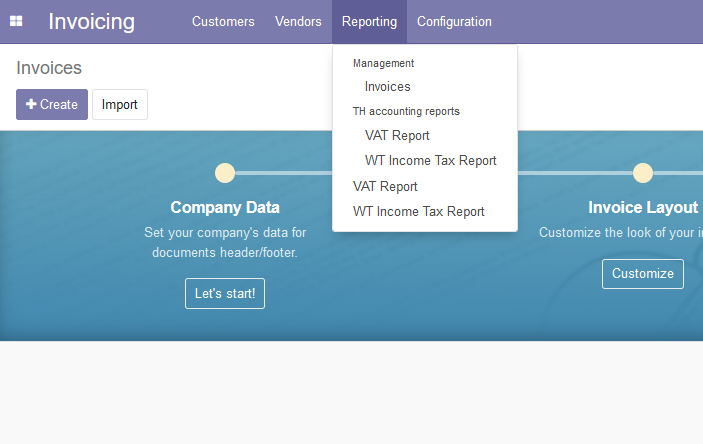 Invoicing
Customers Vendors Reporting Configuration
Invoices
+ Create Import
Management
Invoices
TH accounting reports
VAT Report
WT Income Tax Report
VAT Report
WT Income Tax Report
Company Data
Set your company's data for
documents header/footer.
Let's start!
Invoice Layout
Customize the look of your in
Customize